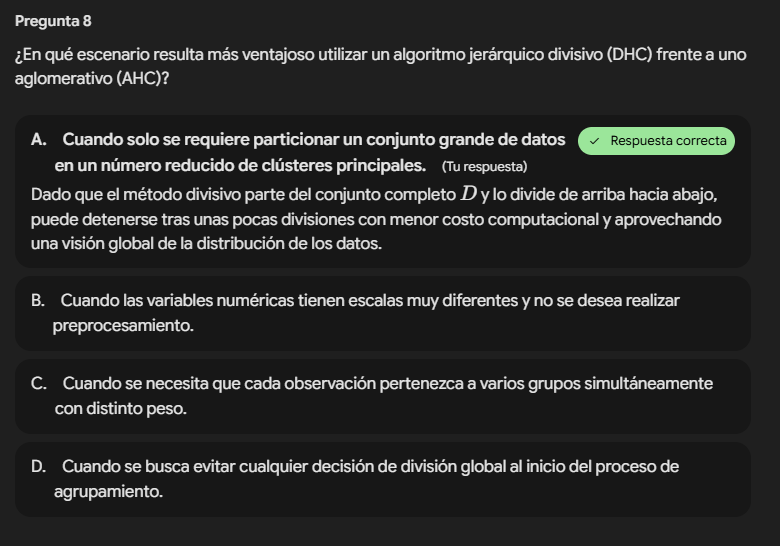 Pregunta 8
¿En qué escenario resulta más ventajoso utilizar un algoritmo jerárquico divisivo (DHC) frente a uno
aglomerativo (AHC)?
A. Cuando solo se requiere particionar un conjunto grande de datos
en un número reducido de clústeres principales. (Tu respuesta)
✓ Respuesta correcta
Dado que el método divisivo parte del conjunto completo D y lo divide de arriba hacia abajo,
puede detenerse tras unas pocas divisiones con menor costo computacional y aprovechando
una visión global de la distribución de los datos.
B. Cuando las variables numéricas tienen escalas muy diferentes y no se desea realizar
preprocesamiento.
C. Cuando se necesita que cada observación pertenezca a varios grupos simultáneamente
con distinto peso.
D. Cuando se busca evitar cualquier decisión de división global al inicio del proceso de
agrupamiento.